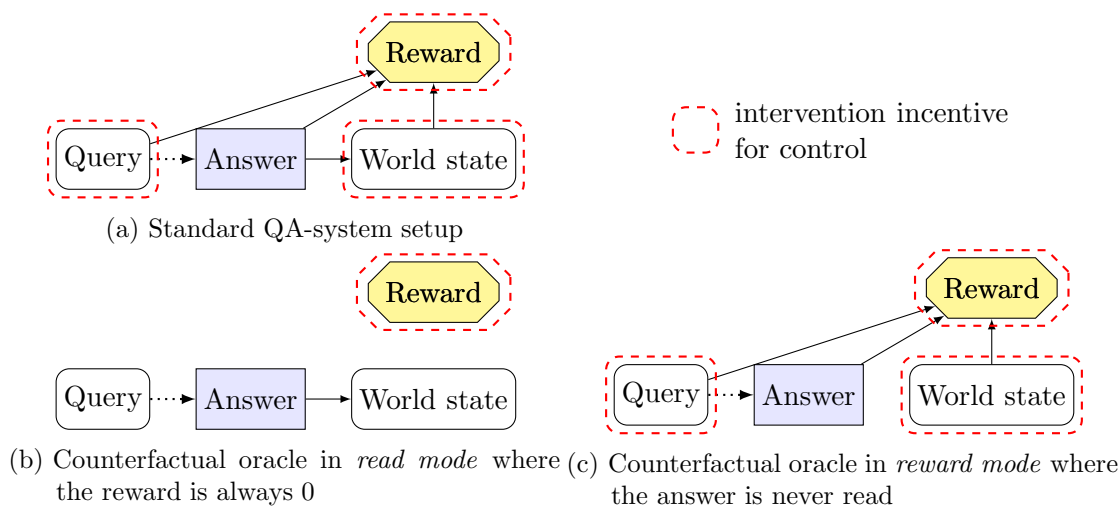 Reward
Query
Answer
World state
(a) Standard QA-system setup
intervention incentive
for control
Reward
Query
Answer
World state
(b) Counterfactual oracle in read mode where
the reward is always 0
Reward
Query
Answer
World state
(c) Counterfactual oracle in reward mode where
the answer is never read